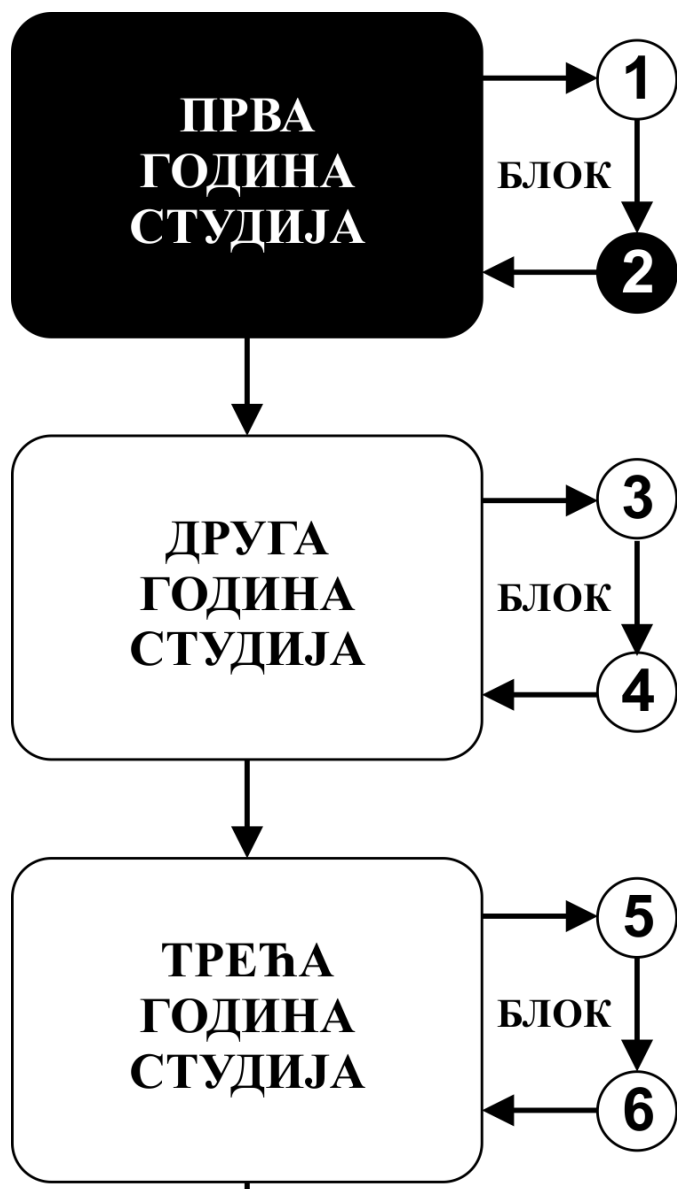 ПРВА
ГОДИНА
СТУДИЈА
1
БЛОК
2
ДРУГА
ГОДИНА
СТУДИЈА
3
БЛОК
4
ТРЕЋА
ГОДИНА
СТУДИЈА
5
БЛОК
6